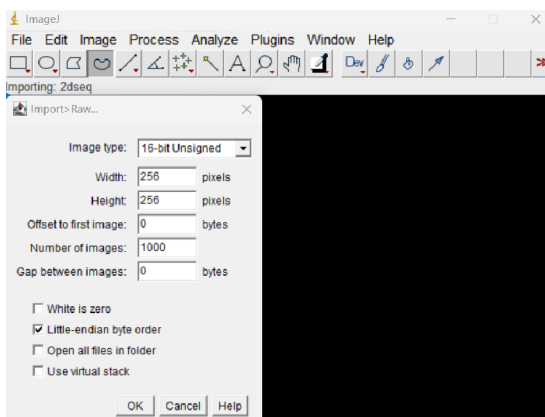 ImageJ
File Edit Image Process Analyze Plugins Window Help
A Dev
Importing: 2dseq
Import>Raw...
Image type: 16-bit Unsigned
Width: 256 pixels
Height: 256 pixels
Offset to first image: 0 bytes
Number of images: 1000
Gap between images: 0 bytes
White is zero
Little-endian byte order
Open all files in folder
Use virtual stack
OK Cancel Help